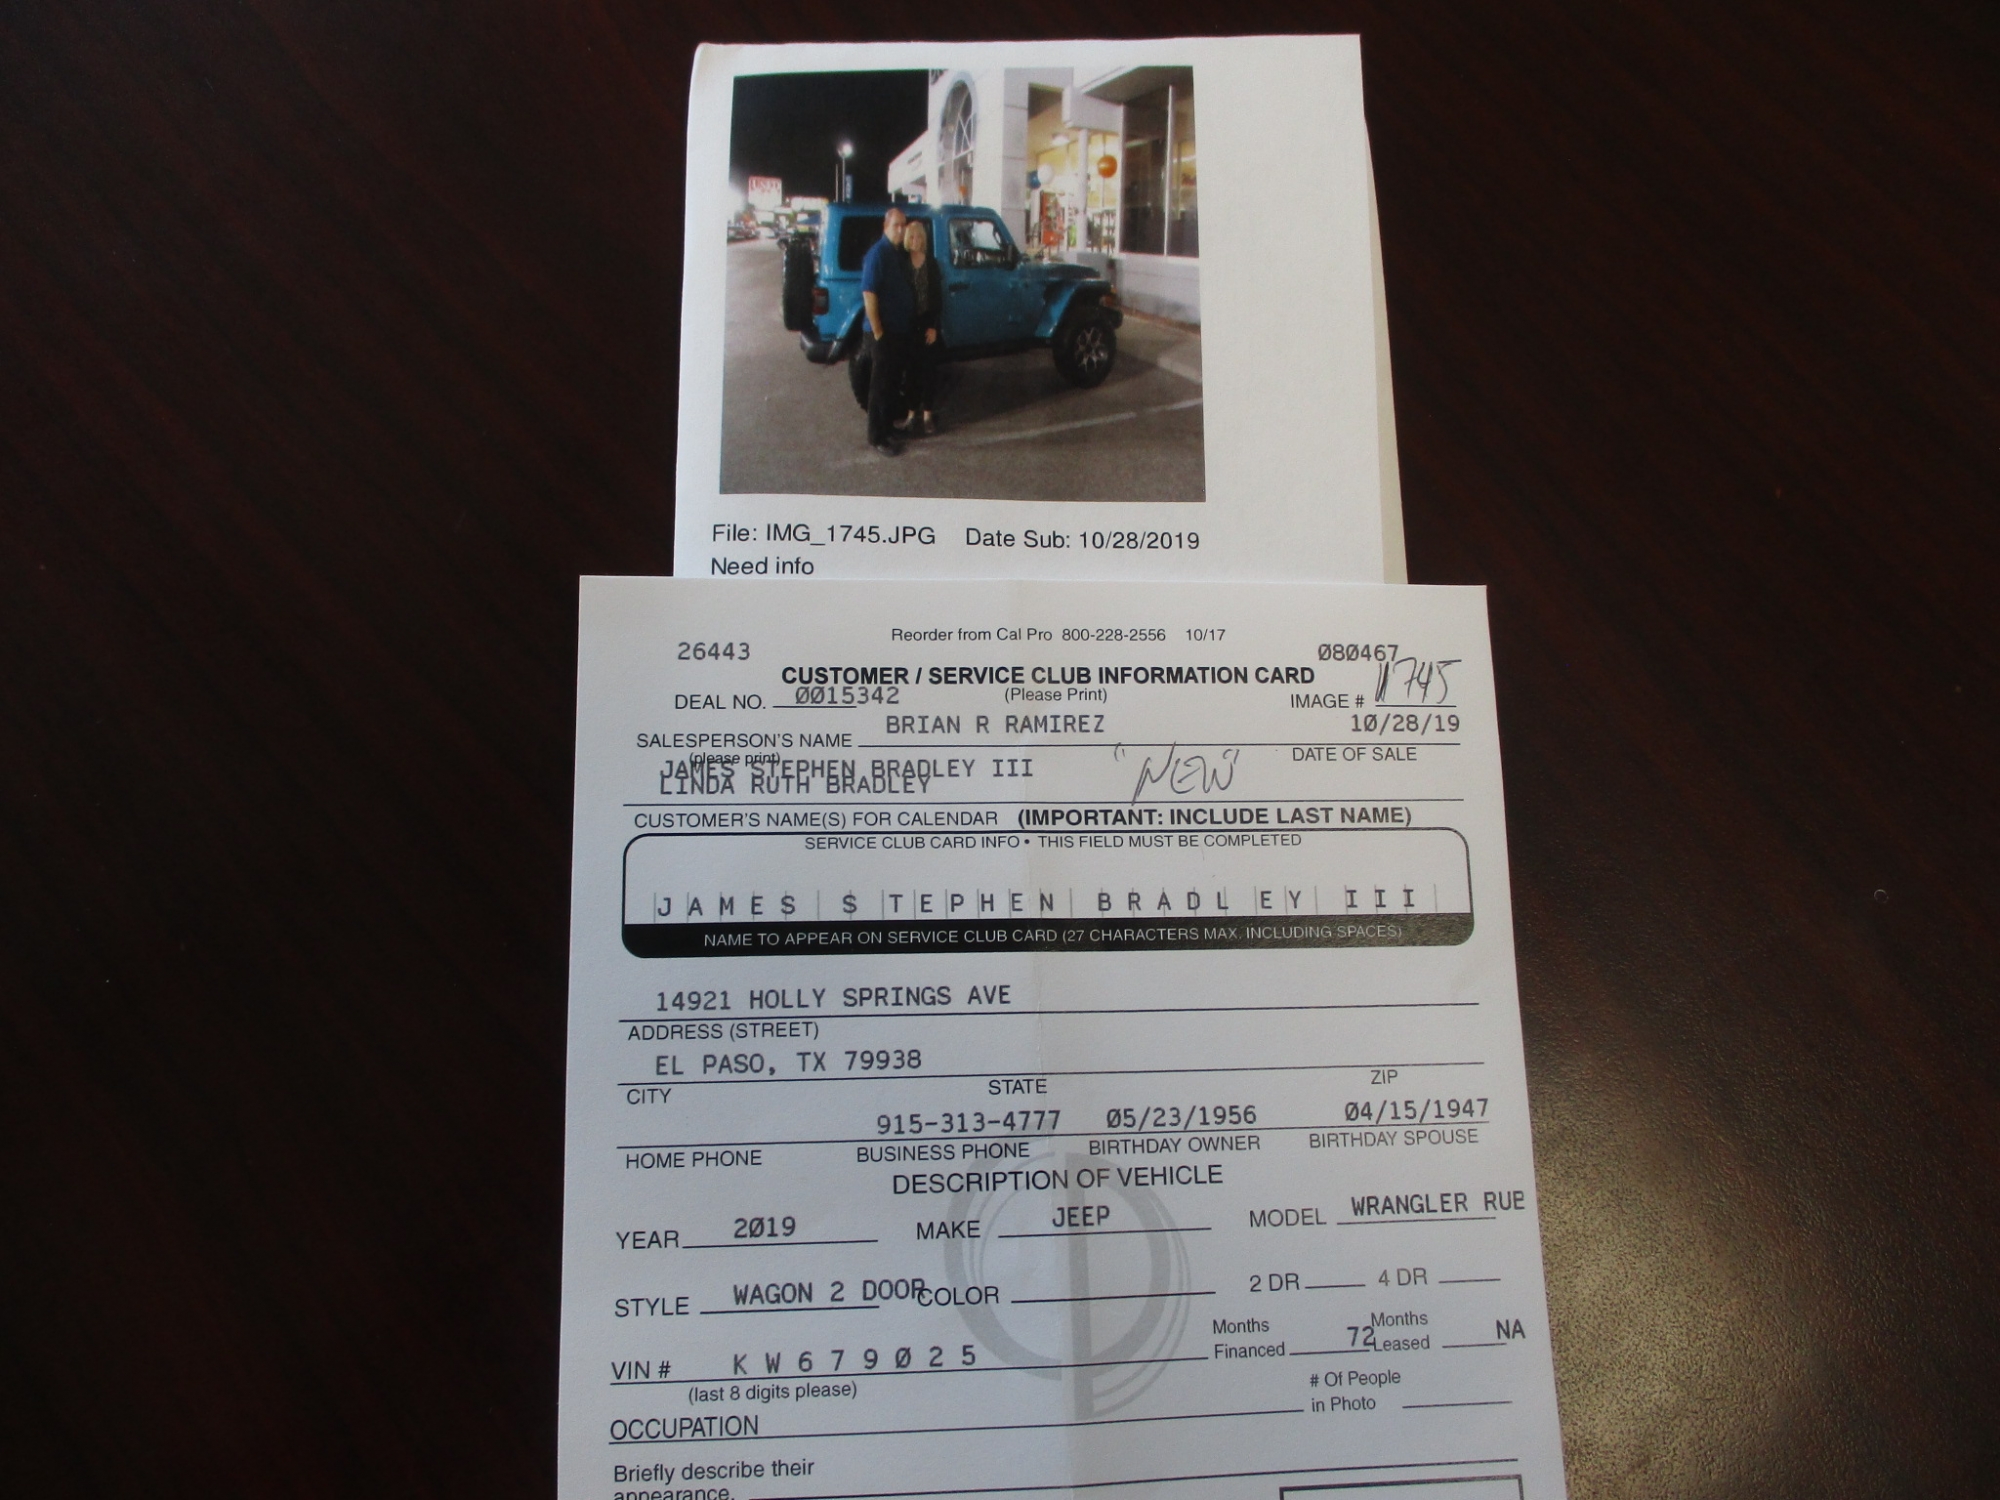 File: IMG_1745.JPG Date Sub: 10/28/2019
Need info
Reorder from Cal Pro 800-228-2556 10/17
26443 080467
CUSTOMER / SERVICE CLUB INFORMATION CARD
DEAL NO. 0015342 (Please Print) IMAGE # 1745
BRIAN R RAMIREZ 10/28/19
SALESPERSON'S NAME DATE OF SALE
(please print)
JAMES STEPHEN BRADLEY III "NEW"
LINDA RUTH BRADLEY
CUSTOMER'S NAME(S) FOR CALENDAR (IMPORTANT: INCLUDE LAST NAME)
SERVICE CLUB CARD INFO • THIS FIELD MUST BE COMPLETED
JAMES STEPHEN BRADLEY III
NAME TO APPEAR ON SERVICE CLUB CARD (27 CHARACTERS MAX. INCLUDING SPACES)
14921 HOLLY SPRINGS AVE
ADDRESS (STREET)
EL PASO, TX 79938
CITY STATE ZIP
915-313-4777 05/23/1956 04/15/1947
HOME PHONE BUSINESS PHONE BIRTHDAY OWNER BIRTHDAY SPOUSE
DESCRIPTION OF VEHICLE
YEAR 2019 MAKE JEEP MODEL WRANGLER RUB
STYLE WAGON 2 DOOR COLOR 2 DR 4 DR
Months Months
VIN # KW679025 Financed 72 Leased NA
(last 8 digits please)
# Of People
in Photo
OCCUPATION
Briefly describe their
appearance.